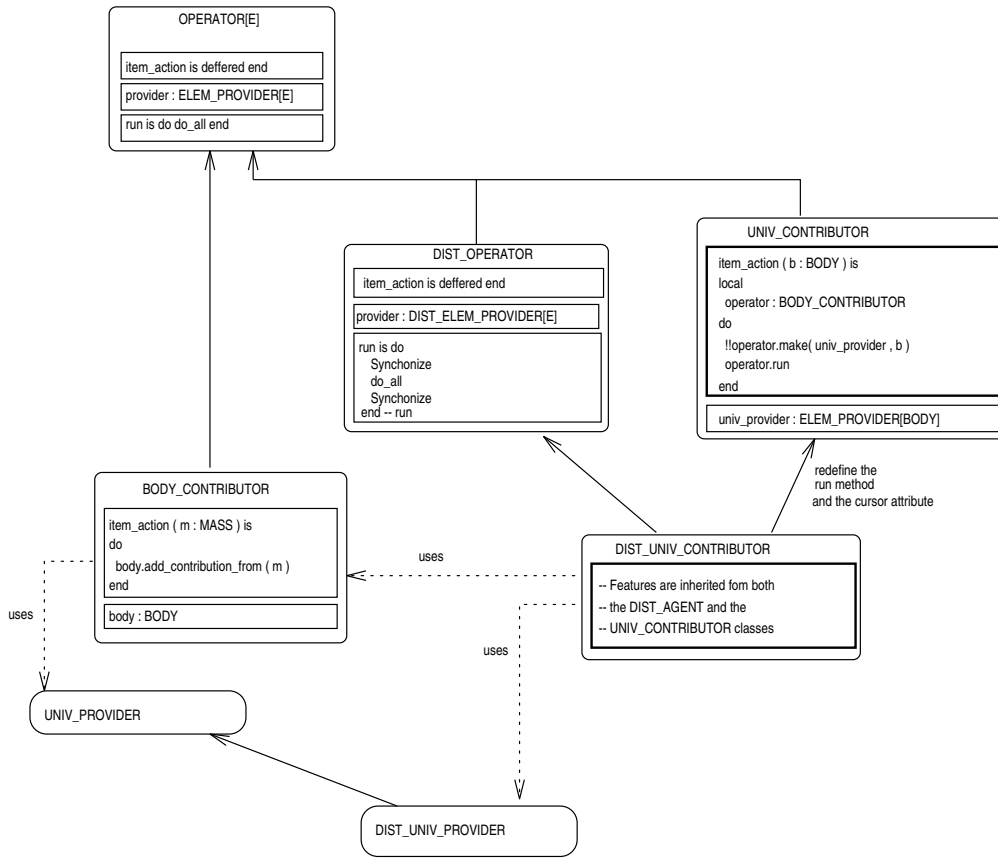 OPERATOR[E]
item_action is deffered end
provider : ELEM_PROVIDER[E]
run is do do_all end
UNIV_CONTRIBUTOR
item_action ( b : BODY ) is
local
operator : BODY_CONTRIBUTOR
do
!!operator.make( univ_provider , b )
operator.run
end
univ_provider : ELEM_PROVIDER[BODY]
DIST_OPERATOR
item_action is deffered end
provider : DIST_ELEM_PROVIDER[E]
run is do
Synchonize
do_all
Synchonize
end -- run
redefine the
run method
and the cursor attribute
BODY_CONTRIBUTOR
item_action ( m : MASS ) is
do
body.add_contribution_from ( m )
end
body : BODY
uses
DIST_UNIV_CONTRIBUTOR
-- Features are inherited fom both
-- the DIST_AGENT and the
-- UNIV_CONTRIBUTOR classes
uses
uses
UNIV_PROVIDER
DIST_UNIV_PROVIDER